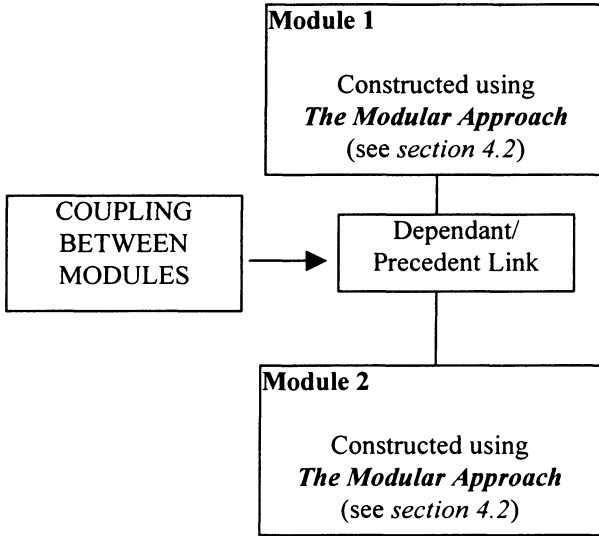 Module 1
Constructed using
The Modular Approach
(see section 4.2)
COUPLING
BETWEEN
MODULES
Dependant/
Precedent Link
Module 2
Constructed using
The Modular Approach
(see section 4.2)